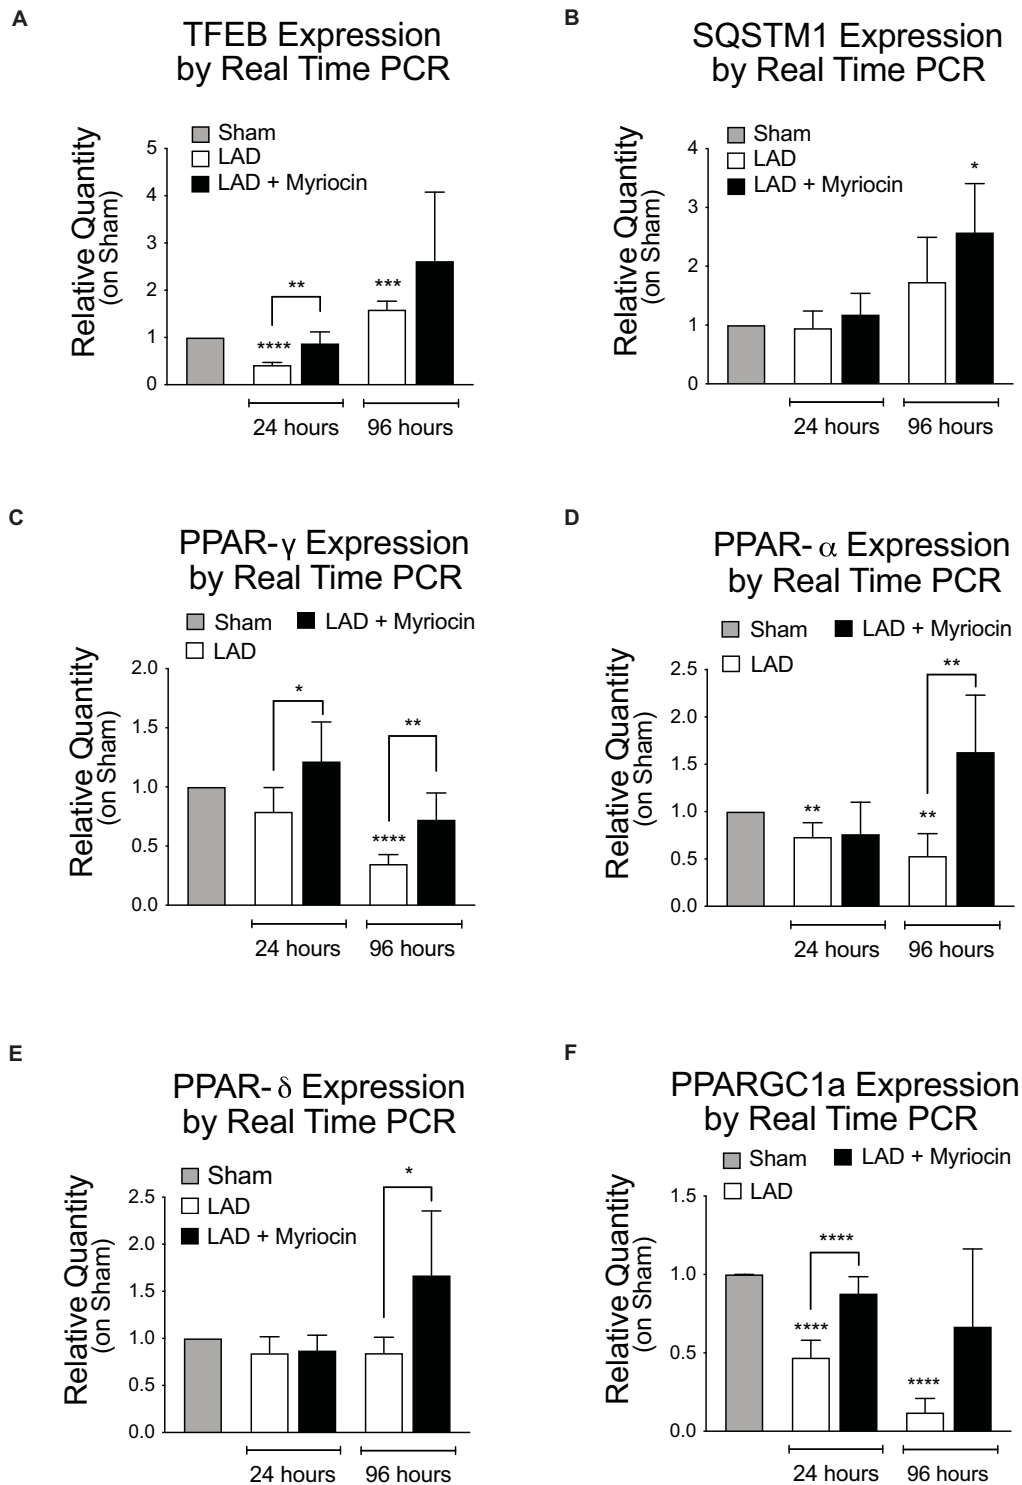 A
TFEB Expression
by Real Time PCR
Relative Quantity
(on Sham)
Sham
LAD
LAD + Myriocin
5
4
3
2
1
0
****
**
***
24 hours
96 hours
B
SQSTM1 Expression
by Real Time PCR
Relative Quantity
(on Sham)
Sham
LAD
LAD + Myriocin
4
3
2
1
0
*
24 hours
96 hours
C
PPAR-γ Expression
by Real Time PCR
Sham
LAD + Myriocin
LAD
Relative Quantity
(on Sham)
2.0
1.5
1.0
0.5
0.0
*
**
****
24 hours
96 hours
D
PPAR- α Expression
by Real Time PCR
Sham
LAD + Myriocin
LAD
Relative Quantity
(on Sham)
2.5
2.0
1.5
1.0
0.5
0.0
**
**
**
24 hours
96 hours
E
PPAR- δ Expression
by Real Time PCR
Sham
LAD
LAD + Myriocin
Relative Quantity
(on Sham)
2.5
2.0
1.5
1.0
0.5
0.0
*
24 hours
96 hours
F
PPARGC1a Expression
by Real Time PCR
Sham
LAD + Myriocin
LAD
Relative Quantity
(on Sham)
1.5
1.0
0.5
0.0
****
****
****
24 hours
96 hours